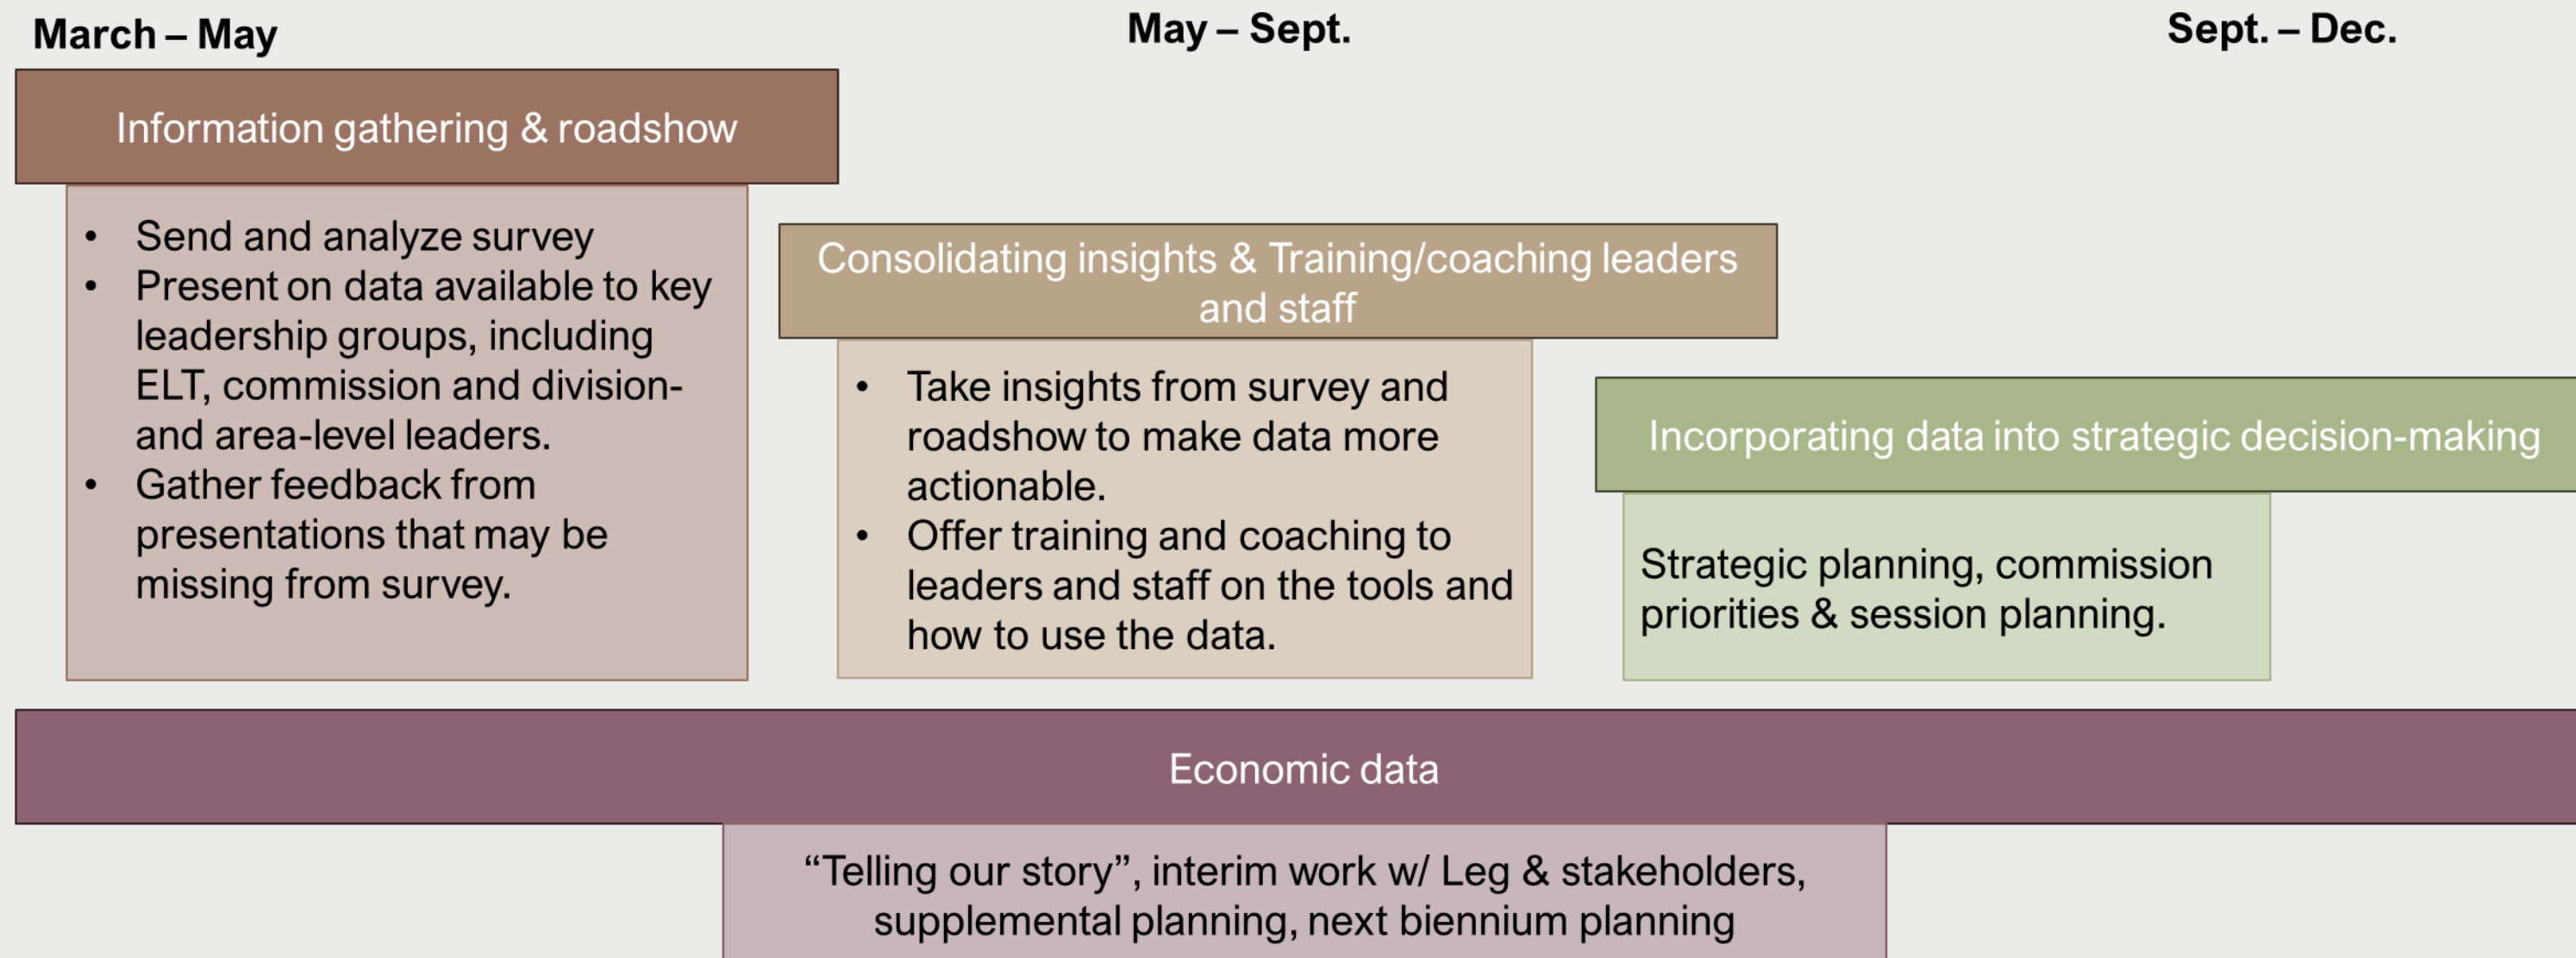 March – May
May – Sept.
Sept. – Dec.
Information gathering & roadshow
• Send and analyze survey
• Present on data available to key
leadership groups, including
ELT, commission and division-
and area-level leaders.
• Gather feedback from
presentations that may be
missing from survey.
Consolidating insights & Training/coaching leaders
and staff
• Take insights from survey and
roadshow to make data more
actionable.
• Offer training and coaching to
leaders and staff on the tools and
how to use the data.
Incorporating data into strategic decision-making
Strategic planning, commission
priorities & session planning.
Economic data
“Telling our story”, interim work w/ Leg & stakeholders,
supplemental planning, next biennium planning